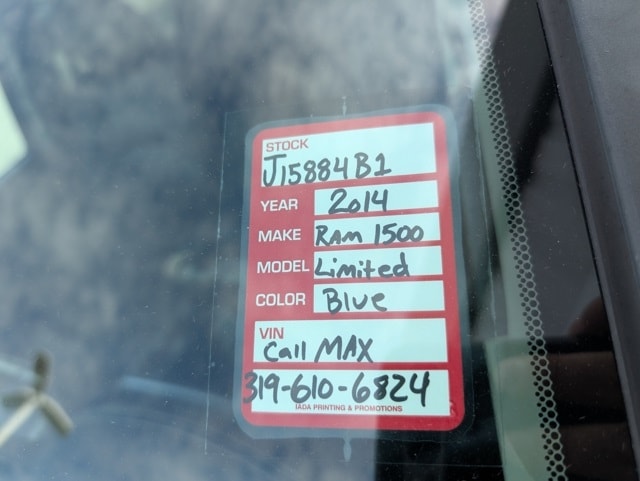 STOCK
J15884B1
YEAR 2014
MAKE RAM 1500
MODEL Limited
COLOR Blue
VIN
Call MAX
319-610-6824
IADA PRINTING & PROMOTIONS